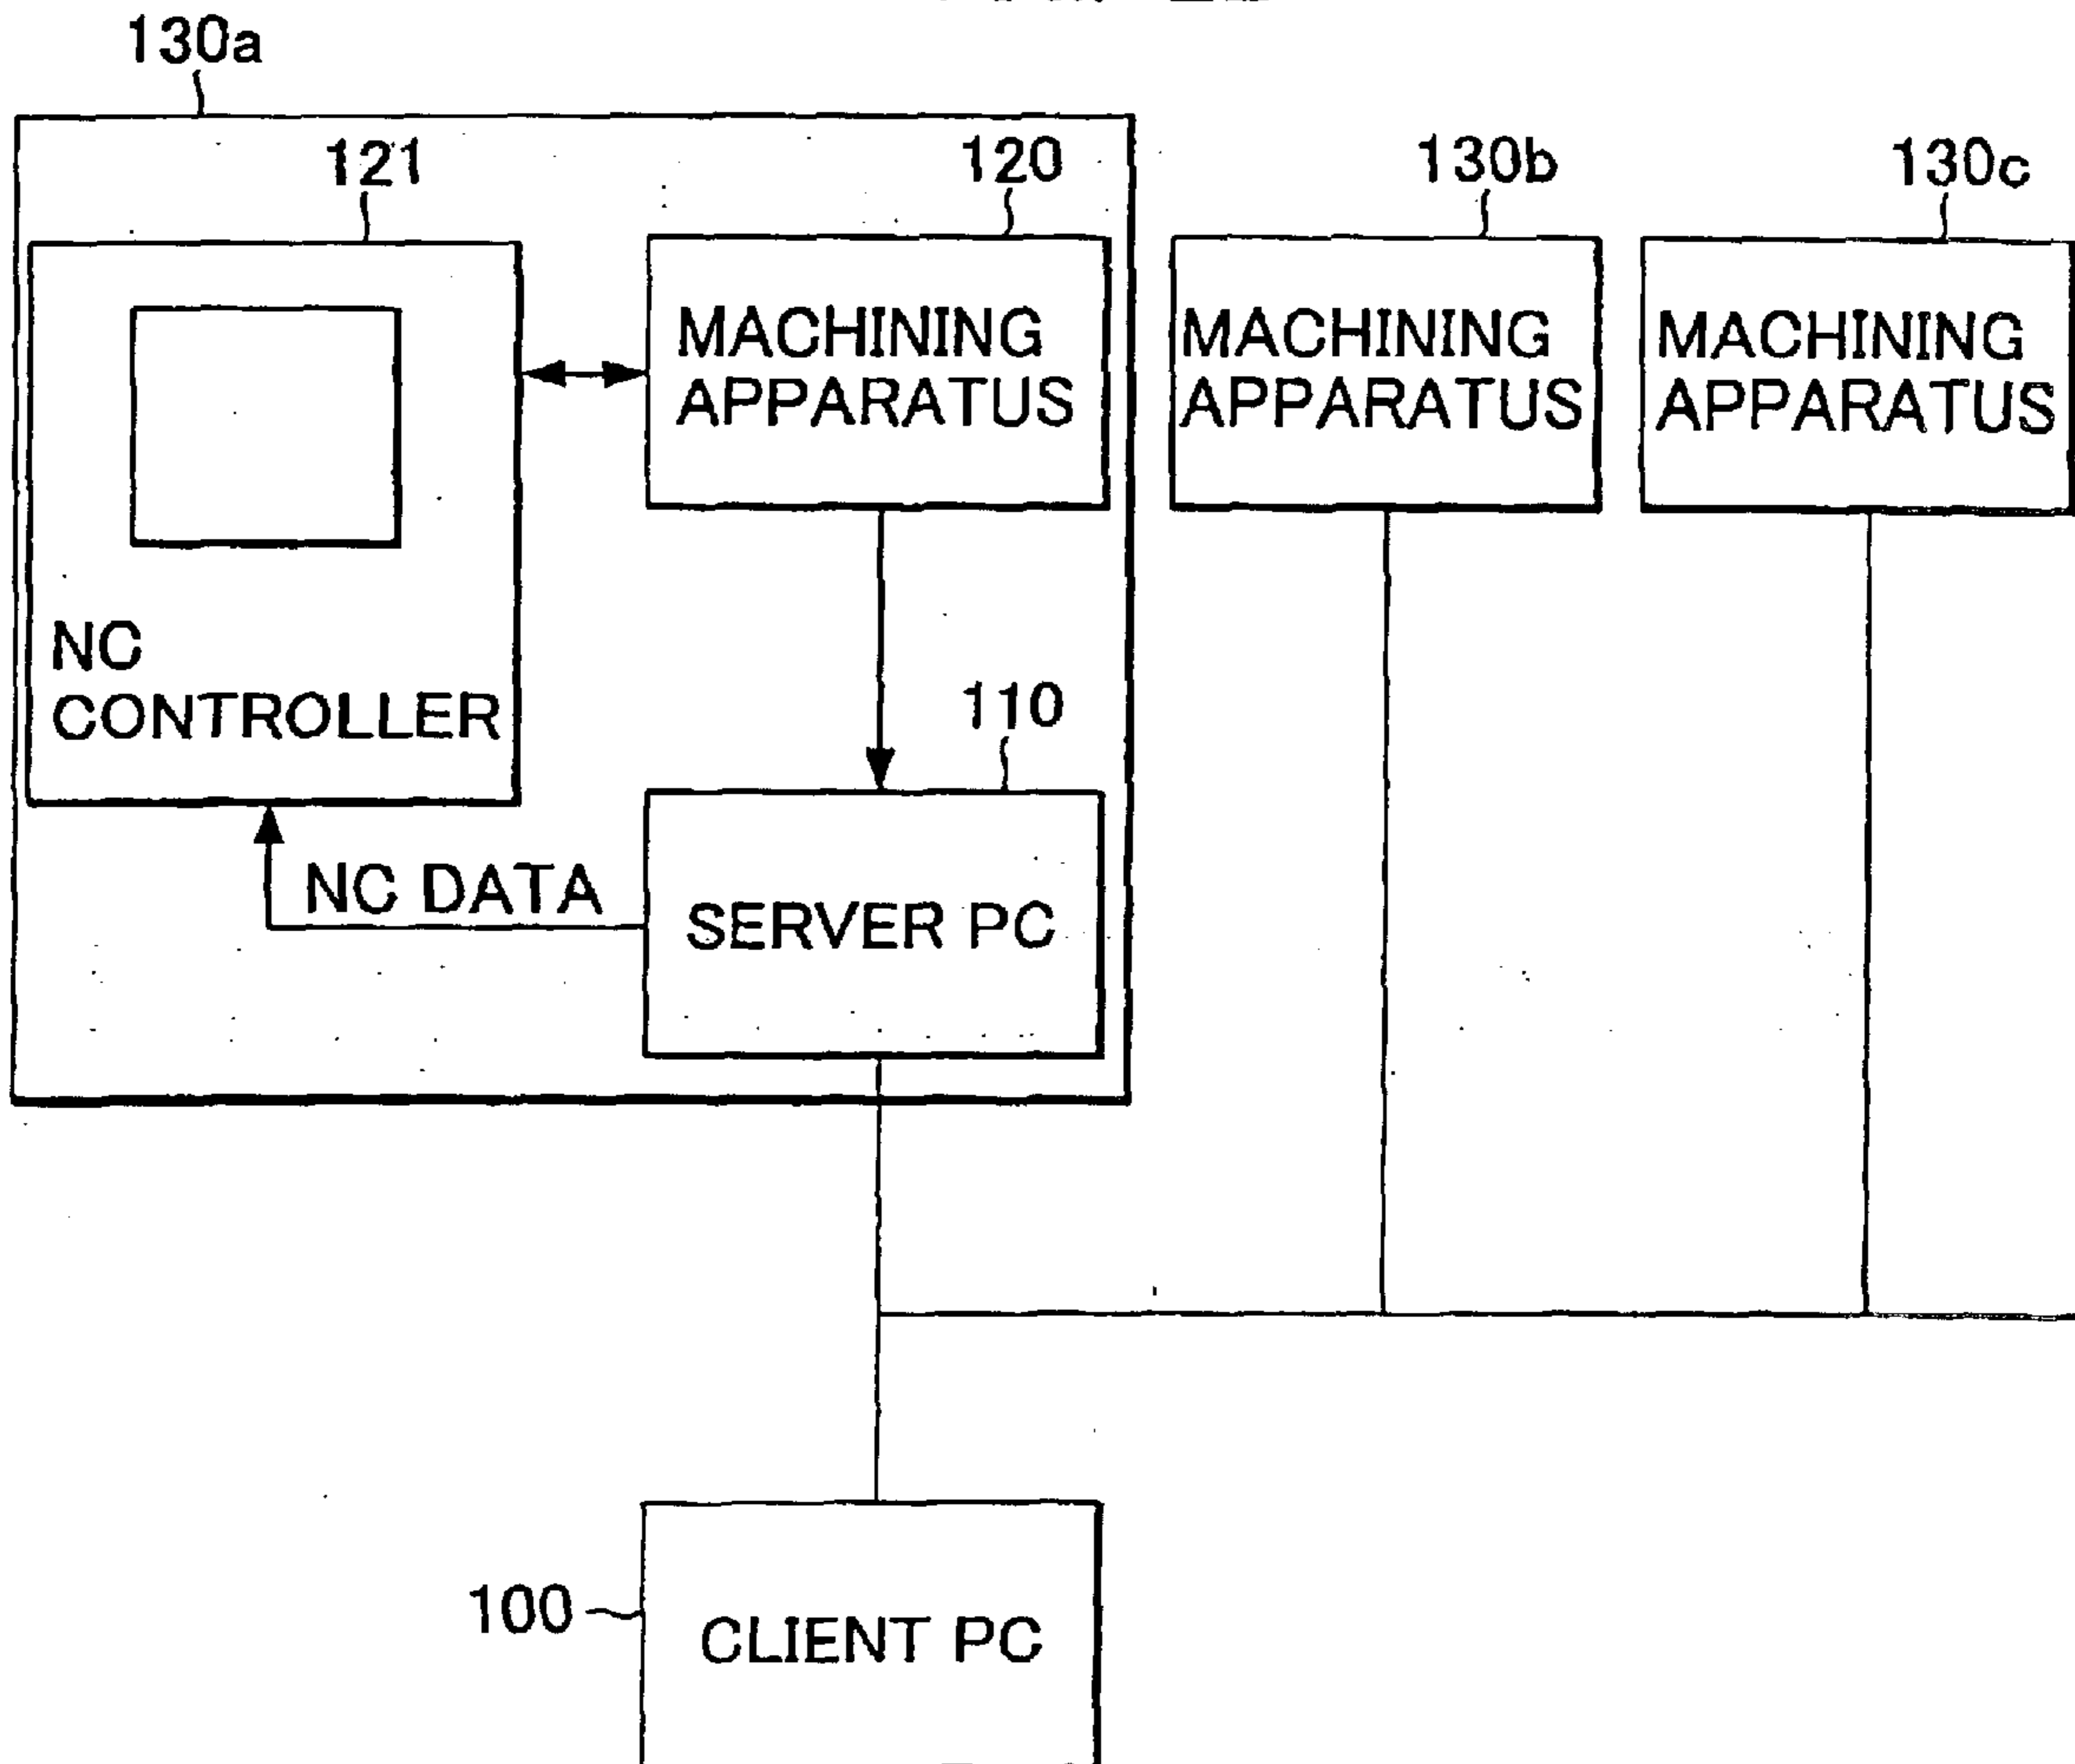 130a
121
120
130b
130c
MACHINING
APPARATUS
MACHINING
APPARATUS
MACHINING
APPARATUS
NC
CONTROLLER
110
NC DATA
SERVER PC
100
CLIENT PC